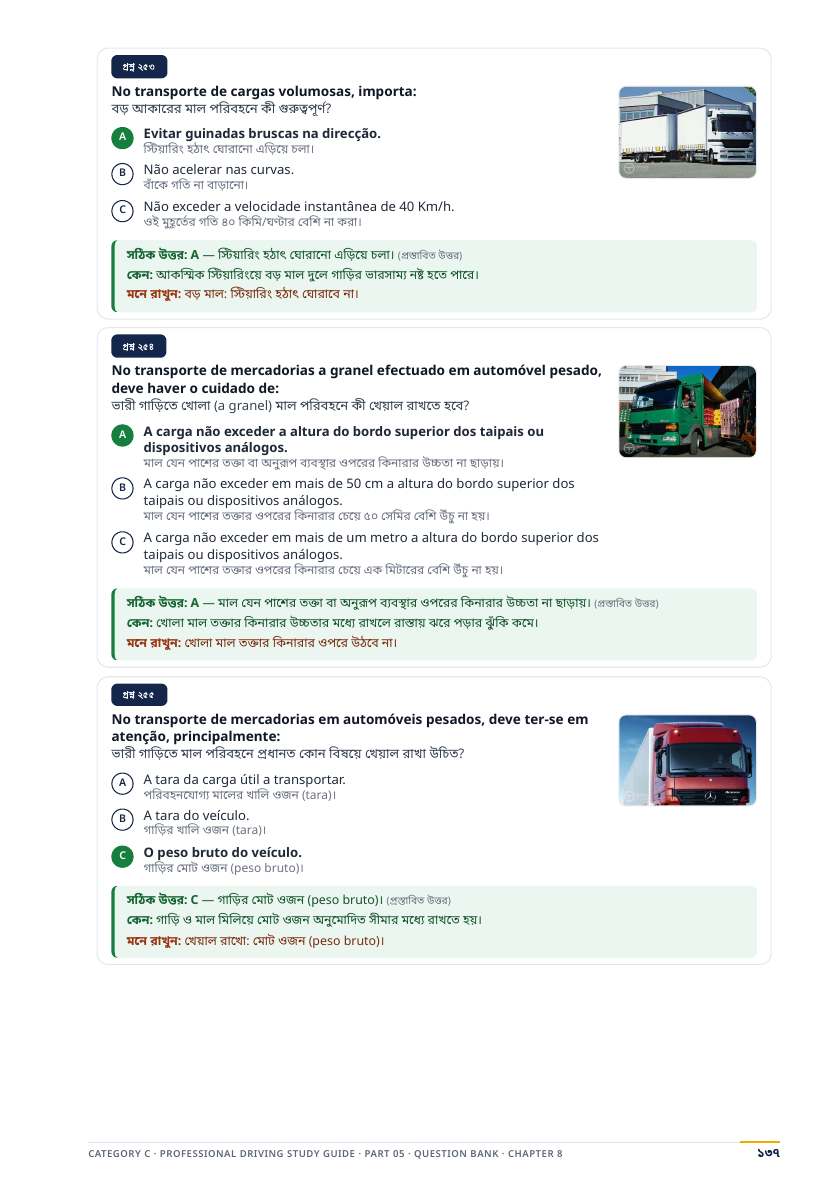 প্রশ্ন ২৫৩
No transporte de cargas volumosas, importa:
বড় আকারের মাল পরিবহনে কী গুরুত্বপূর্ণ?
A Evitar guinadas bruscas na direcção.
স্টিয়ারিং হঠাৎ ঘোরানো এড়িয়ে চলা।
B Não acelerar nas curvas.
বাঁকে গতি না বাড়ানো।
C Não exceder a velocidade instantânea de 40 Km/h.
ওই মুহূর্তের গতি ৪০ কিমি/ঘণ্টার বেশি না করা।
সঠিক উত্তর: A — স্টিয়ারিং হঠাৎ ঘোরানো এড়িয়ে চলা। (প্রস্তাবিত উত্তর)
কেন: আকস্মিক স্টিয়ারিংয়ে বড় মাল দুলে গাড়ির ভারসাম্য নষ্ট হতে পারে।
মনে রাখুন: বড় মাল: স্টিয়ারিং হঠাৎ ঘোরাবে না।
প্রশ্ন ২৫৪
No transporte de mercadorias a granel efectuado em automóvel pesado,
deve haver o cuidado de:
ভারী গাড়িতে খোলা (a granel) মাল পরিবহনে কী খেয়াল রাখতে হবে?
A A carga não exceder a altura do bordo superior dos taipais ou
dispositivos análogos.
মাল যেন পাশের তক্তা বা অনুরূপ ব্যবস্থার ওপরের কিনারার উচ্চতা না ছাড়ায়।
B A carga não exceder em mais de 50 cm a altura do bordo superior dos
taipais ou dispositivos análogos.
মাল যেন পাশের তক্তার ওপরের কিনারার চেয়ে ৫০ সেমির বেশি উঁচু না হয়।
C A carga não exceder em mais de um metro a altura do bordo superior dos
taipais ou dispositivos análogos.
মাল যেন পাশের তক্তার ওপরের কিনারার চেয়ে এক মিটারের বেশি উঁচু না হয়।
সঠিক উত্তর: A — মাল যেন পাশের তক্তা বা অনুরূপ ব্যবস্থার ওপরের কিনারার উচ্চতা না ছাড়ায়। (প্রস্তাবিত উত্তর)
কেন: খোলা মাল তক্তার কিনারার উচ্চতার মধ্যে রাখলে রাস্তায় ঝরে পড়ার ঝুঁকি কমে।
মনে রাখুন: খোলা মাল তক্তার কিনারার ওপরে উঠবে না।
প্রশ্ন ২৫৫
No transporte de mercadorias em automóveis pesados, deve ter-se em
atenção, principalmente:
ভারী গাড়িতে মাল পরিবহনে প্রধানত কোন বিষয়ে খেয়াল রাখা উচিত?
A A tara da carga útil a transportar.
পরিবহনযোগ্য মালের খালি ওজন (tara)।
B A tara do veículo.
গাড়ির খালি ওজন (tara)।
C O peso bruto do veículo.
গাড়ির মোট ওজন (peso bruto)।
সঠিক উত্তর: C — গাড়ির মোট ওজন (peso bruto)। (প্রস্তাবিত উত্তর)
কেন: গাড়ি ও মাল মিলিয়ে মোট ওজন অনুমোদিত সীমার মধ্যে রাখতে হয়।
মনে রাখুন: খেয়াল রাখো: মোট ওজন (peso bruto)।
CATEGORY C · PROFESSIONAL DRIVING STUDY GUIDE · PART 05 · QUESTION BANK · CHAPTER 8
১৩৭